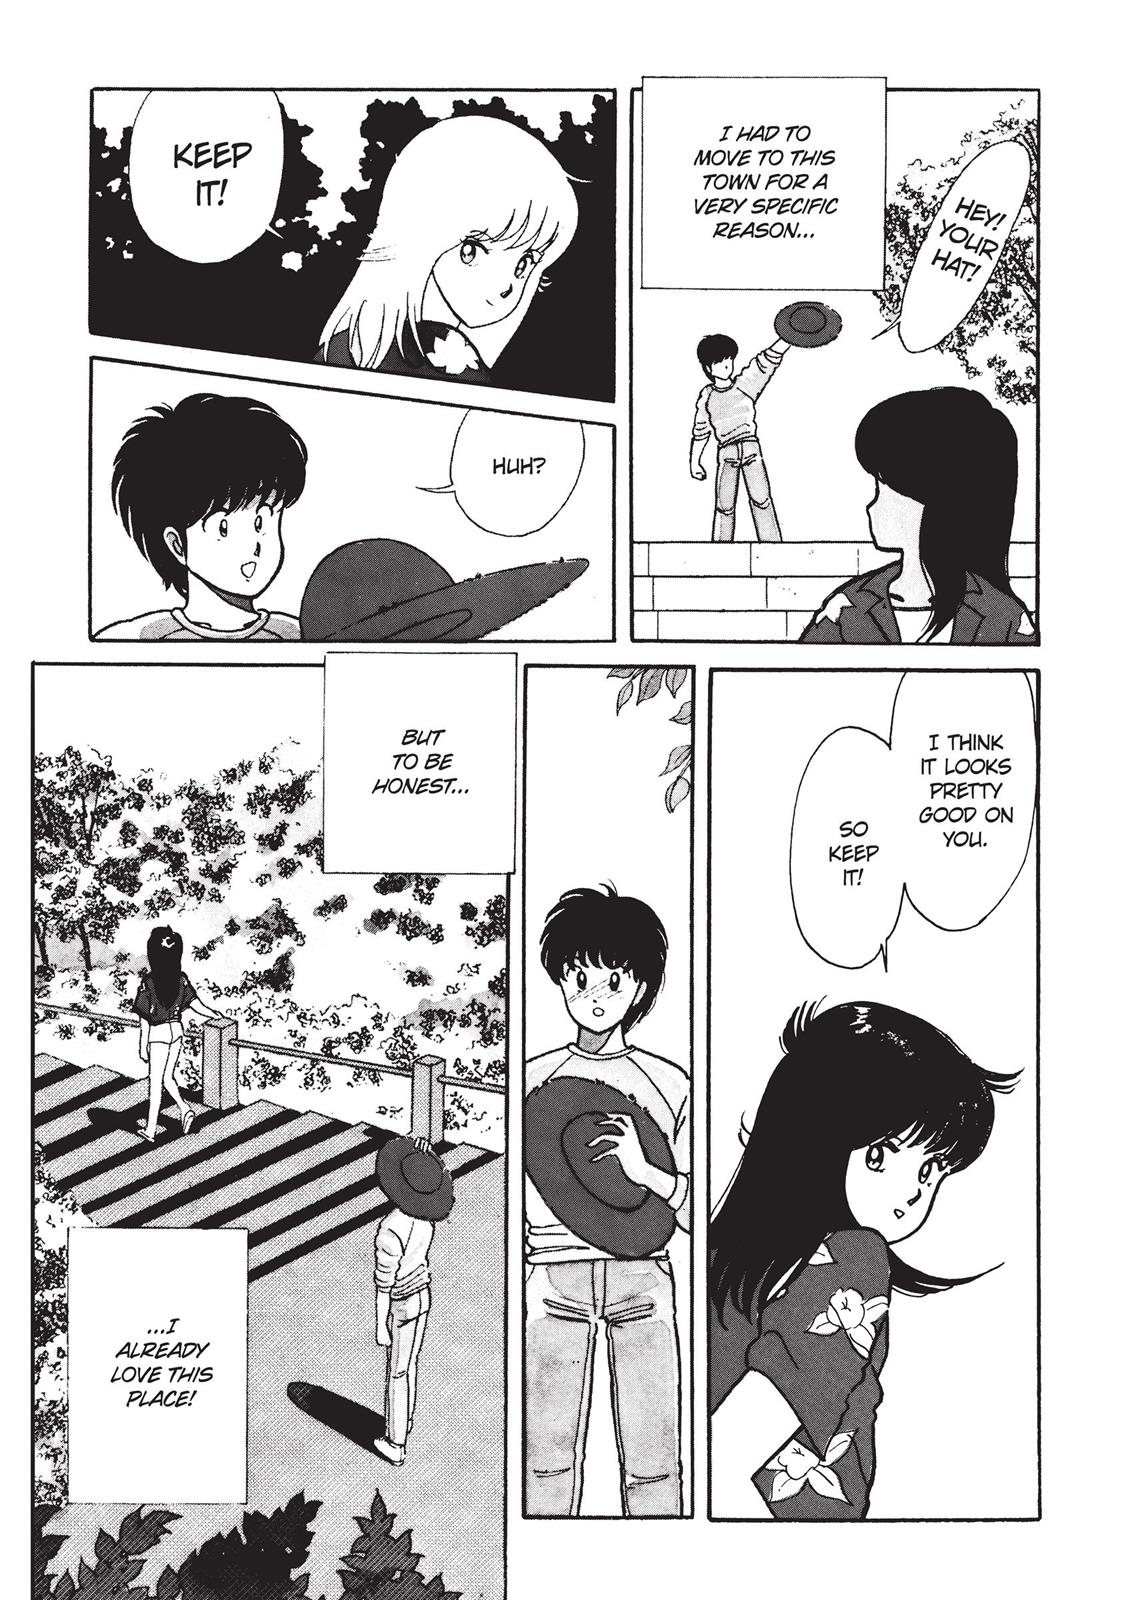 I HAD TO
MOVE TO THIS
TOWN FOR A
VERY SPECIFIC
REASON...
HEY!
YOUR
HAT!
KEEP
IT!
HUH?
I THINK
IT LOOKS
PRETTY
GOOD ON
YOU.
SO
KEEP
IT!
BUT
TO BE
HONEST...
...I
ALREADY
LOVE THIS
PLACE!